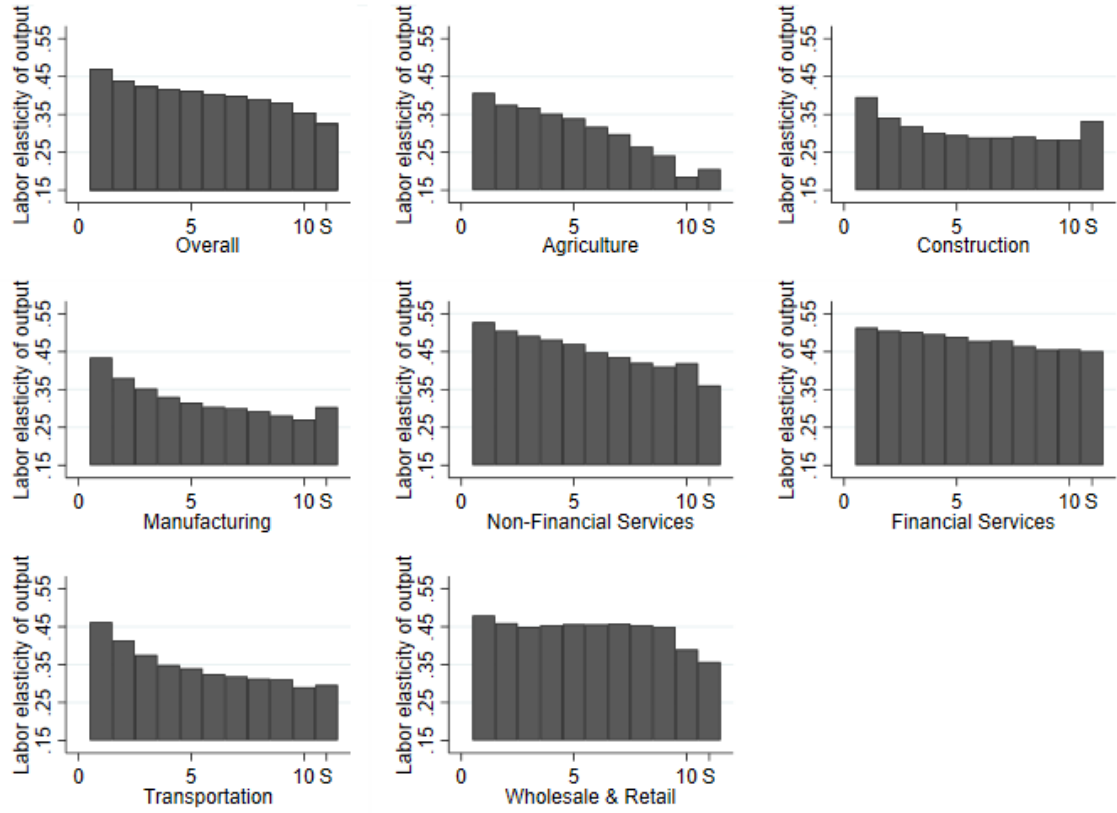 Labor elasticity of output
.15 .25 .35 .45 .55
0 5 10 S
Overall
Labor elasticity of output
.15 .25 .35 .45 .55
0 5 10 S
Agriculture
Labor elasticity of output
.15 .25 .35 .45 .55
0 5 10 S
Construction
Labor elasticity of output
.15 .25 .35 .45 .55
0 5 10 S
Manufacturing
Labor elasticity of output
.15 .25 .35 .45 .55
0 5 10 S
Non-Financial Services
Labor elasticity of output
.15 .25 .35 .45 .55
0 5 10 S
Financial Services
Labor elasticity of output
.15 .25 .35 .45 .55
0 5 10 S
Transportation
Labor elasticity of output
.15 .25 .35 .45 .55
0 5 10 S
Wholesale & Retail